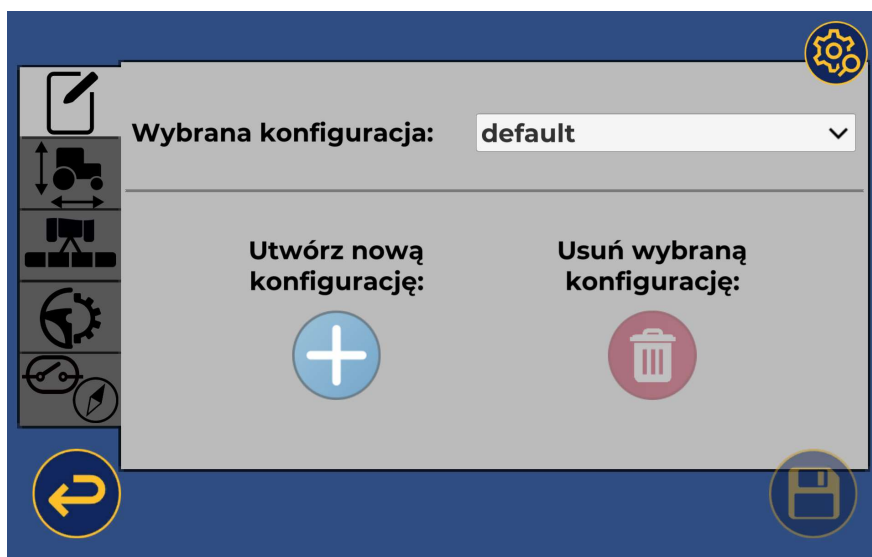 Wybrana konfiguracja:
default
Utwórz nową
konfigurację:
Usuń wybraną
konfigurację: